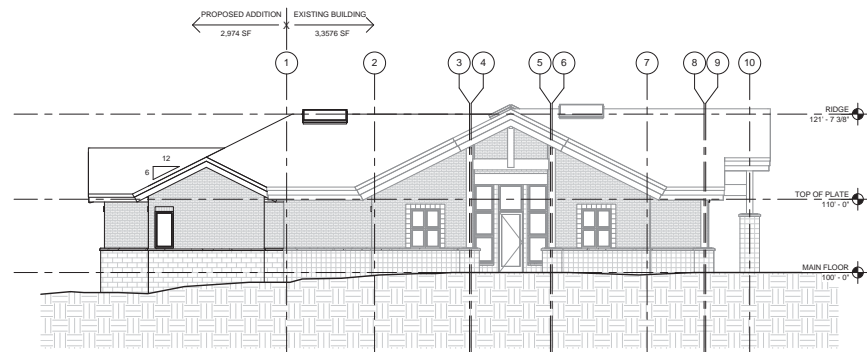 PROPOSED ADDITION EXISTING BUILDING
2,974 SF 3,3576 SF
1 2 3 4 5 6 7 8 9 10
RIDGE
121' - 7 3/8"
12
6
TOP OF PLATE
110' - 0"
MAIN FLOOR
100' - 0"